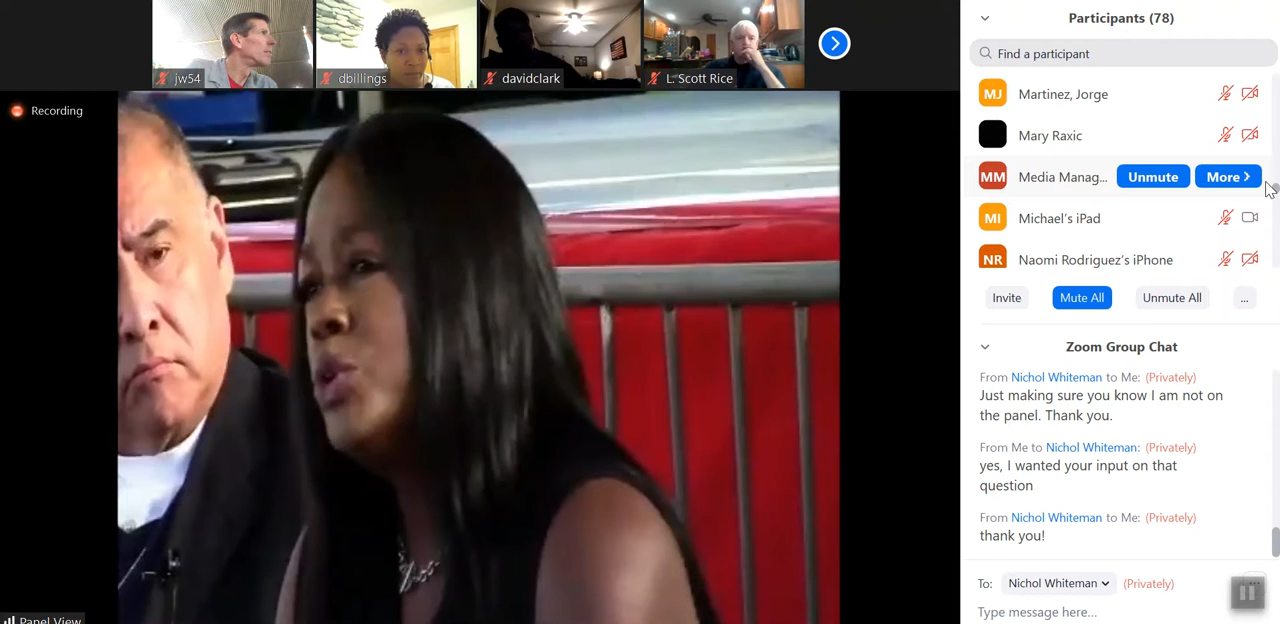 jw54
dbillings
davidclark
L. Scott Rice
Recording
Panel View
Participants (78)
Find a participant
MJ Martinez, Jorge
Mary Raxic
MM Media Manag... Unmute More
MI Michael's iPad
NR Naomi Rodriguez's iPhone
Invite Mute All Unmute All ...
Zoom Group Chat
From Nichol Whiteman to Me: (Privately)
Just making sure you know I am not on
the panel. Thank you.
From Me to Nichol Whiteman: (Privately)
yes, I wanted your input on that
question
From Nichol Whiteman to Me: (Privately)
thank you!
To: Nichol Whiteman (Privately)
Type message here...